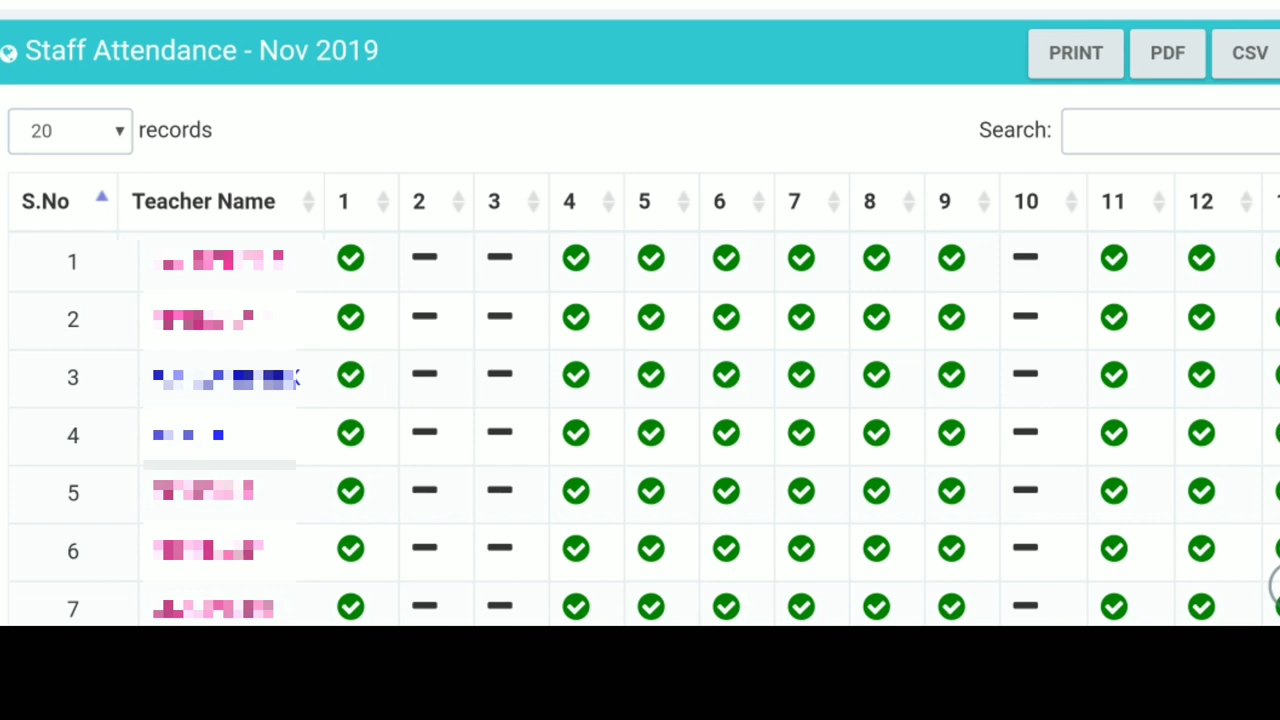 Staff Attendance - Nov 2019 PRINT PDF CSV
20 records Search:
S.No Teacher Name 1 2 3 4 5 6 7 8 9 10 11 12
1
2
3
4
5
6
7